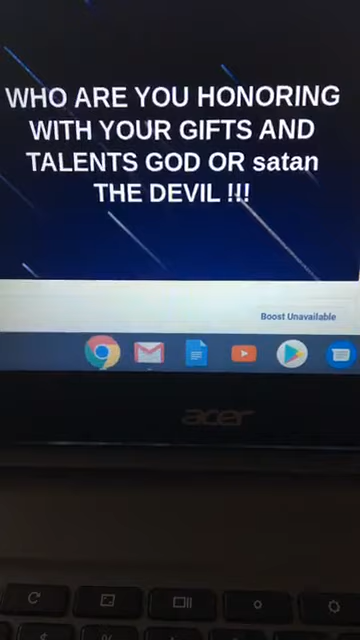 WHO ARE YOU HONORING
WITH YOUR GIFTS AND
TALENTS GOD OR satan
THE DEVIL !!!
Boost Unavailable
acer